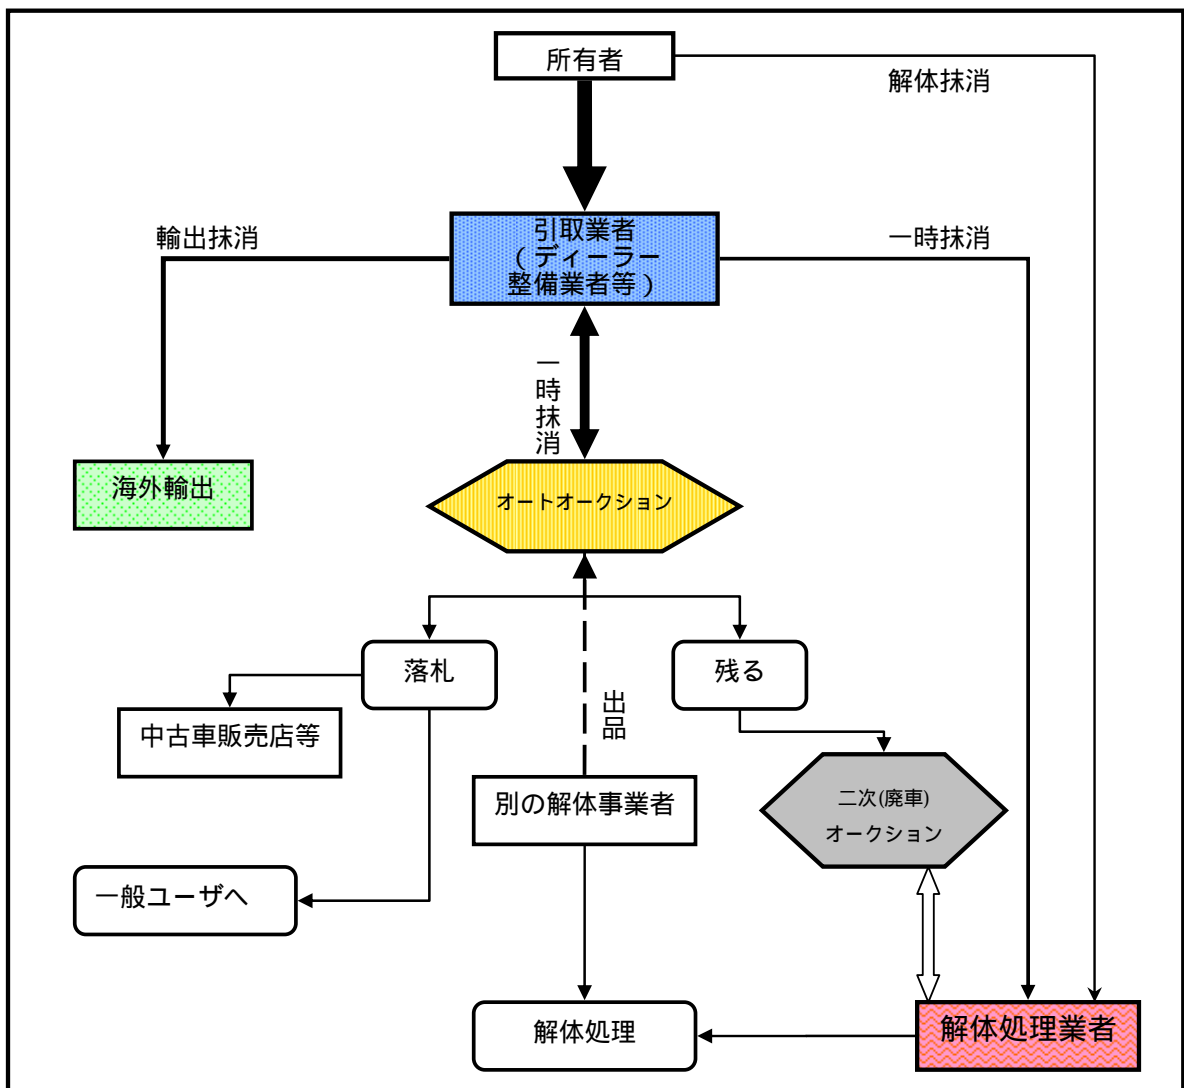 所有者
解体抹消
引取業者
（ディーラー
整備業者等）
輸出抹消
一時抹消
一時抹消
海外輸出
オートオークション
落札
残る
出品
中古車販売店等
別の解体事業者
二次(廃車)
オークション
一般ユーザへ
解体処理
解体処理業者